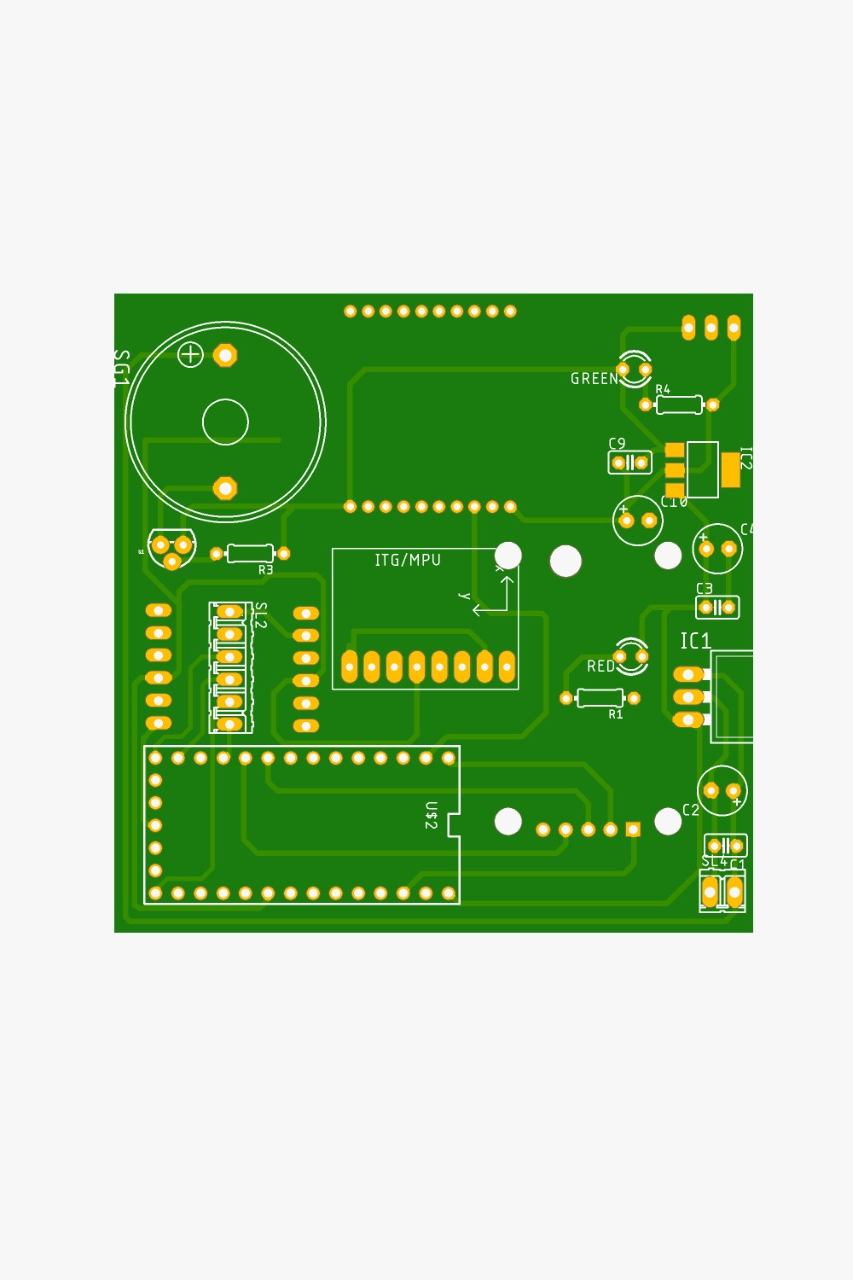 SG1
GREEN
R4
C9
IC2
C10
C4
R3
ITG/MPU
x
y
C3
SL2
IC1
RED
R1
U$2
C2
SL4
C1